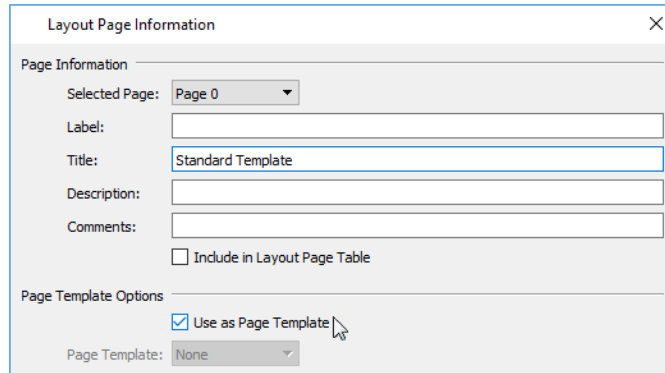 Layout Page Information
Page Information
Selected Page: Page 0
Label:
Title: Standard Template
Description:
Comments:
Include in Layout Page Table
Page Template Options
Use as Page Template
Page Template: None